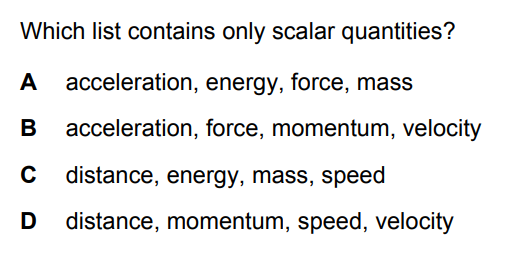 Which list contains only scalar quantities?
A acceleration, energy, force, mass
B acceleration, force, momentum, velocity
C distance, energy, mass, speed
D distance, momentum, speed, velocity